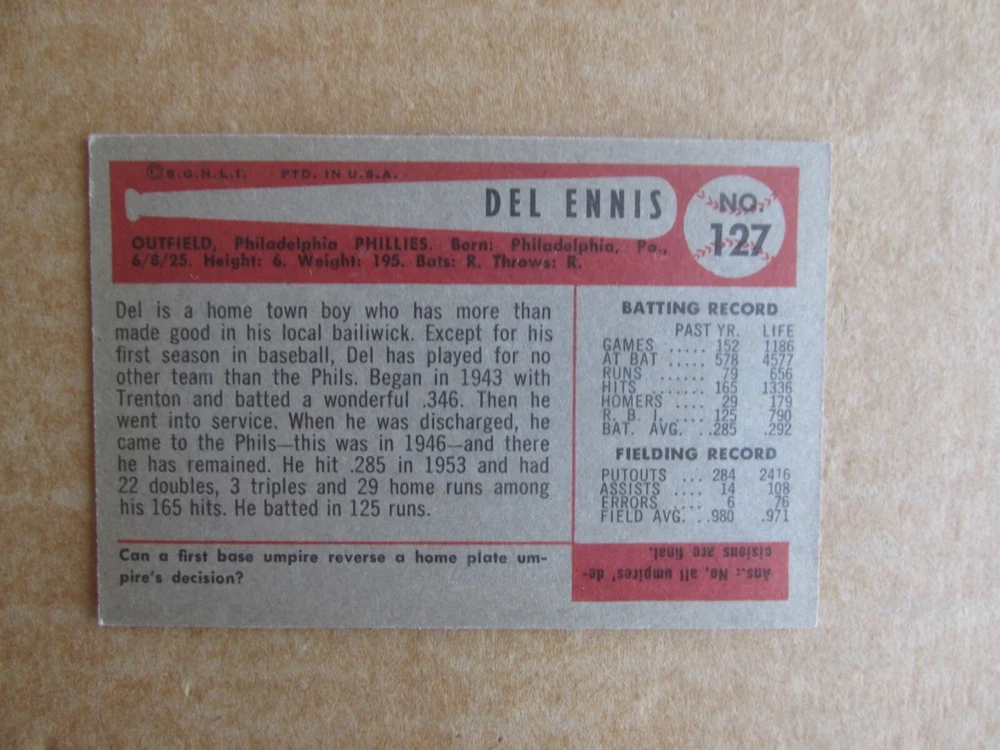 ©B.G.H.L.I. PTD. IN U.S.A.
DEL ENNIS
NO.
127
OUTFIELD, Philadelphia PHILLIES. Born: Philadelphia, Pa.,
6/8/25. Height: 6. Weight: 195. Bats: R. Throws: R.
Del is a home town boy who has more than
made good in his local bailiwick. Except for his
first season in baseball, Del has played for no
other team than the Phils. Began in 1943 with
Trenton and batted a wonderful .346. Then he
went into service. When he was discharged, he
came to the Phils—this was in 1946—and there
he has remained. He hit .285 in 1953 and had
22 doubles, 3 triples and 29 home runs among
his 165 hits. He batted in 125 runs.
BATTING RECORD
PAST YR. LIFE
GAMES ..... 152 1186
AT BAT ..... 578 4577
RUNS ...... 79 656
HITS ...... 165 1336
HOMERS .... 29 .179
R. B. I. .... 125 790
BAT. AVG. ..285 .292
FIELDING RECORD
PUTOUTS ... 284 2416
ASSISTS .... 14 108
ERRORS .... 6 76
FIELD AVG. ..980 .971
Can a first base umpire reverse a home plate um-
pire's decision?
Ans.: No, all umpires' de-
cisions are final.